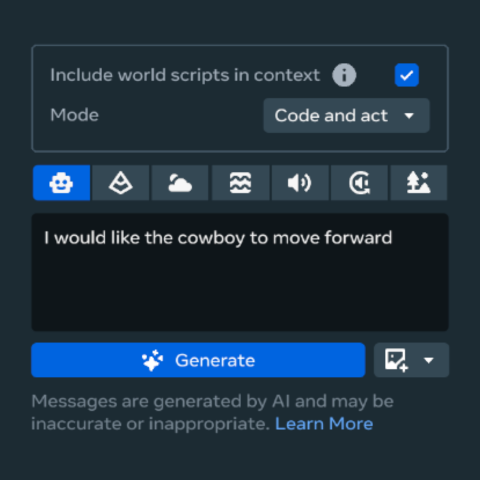 Include world scripts in context
Mode
Code and act
I would like the cowboy to move forward
Generate
Messages are generated by AI and may be
inaccurate or inappropriate. Learn More